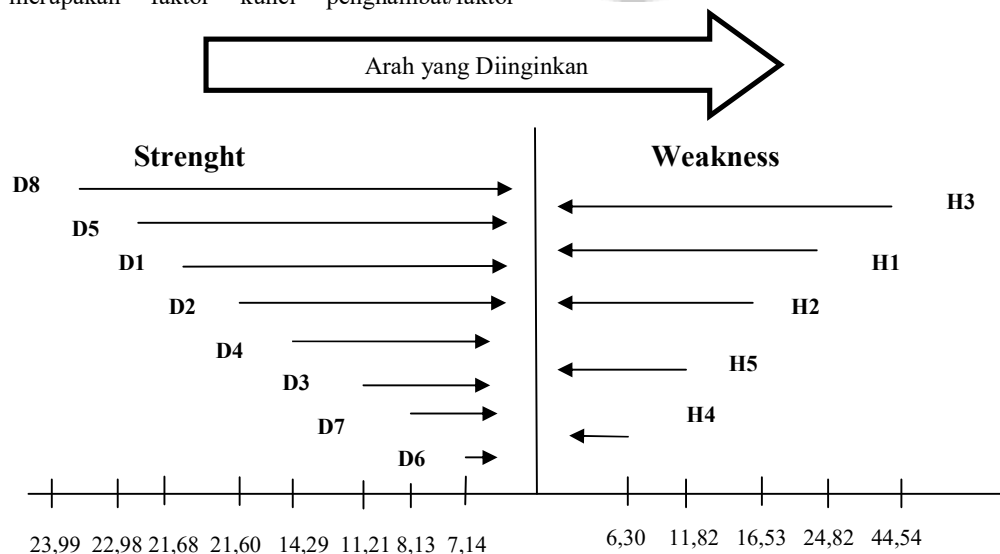 merupakan faktor kunci penghambat/faktor
Arah yang Diinginkan
Strenght Weakness
D8
H3
D5
D1 H1
D2 H2
D4
H5
D3
H4
D7
D6
23,99 22,98 21,68 21,60 14,29 11,21 8,13 7,14 6,30 11,82 16,53 24,82 44,54